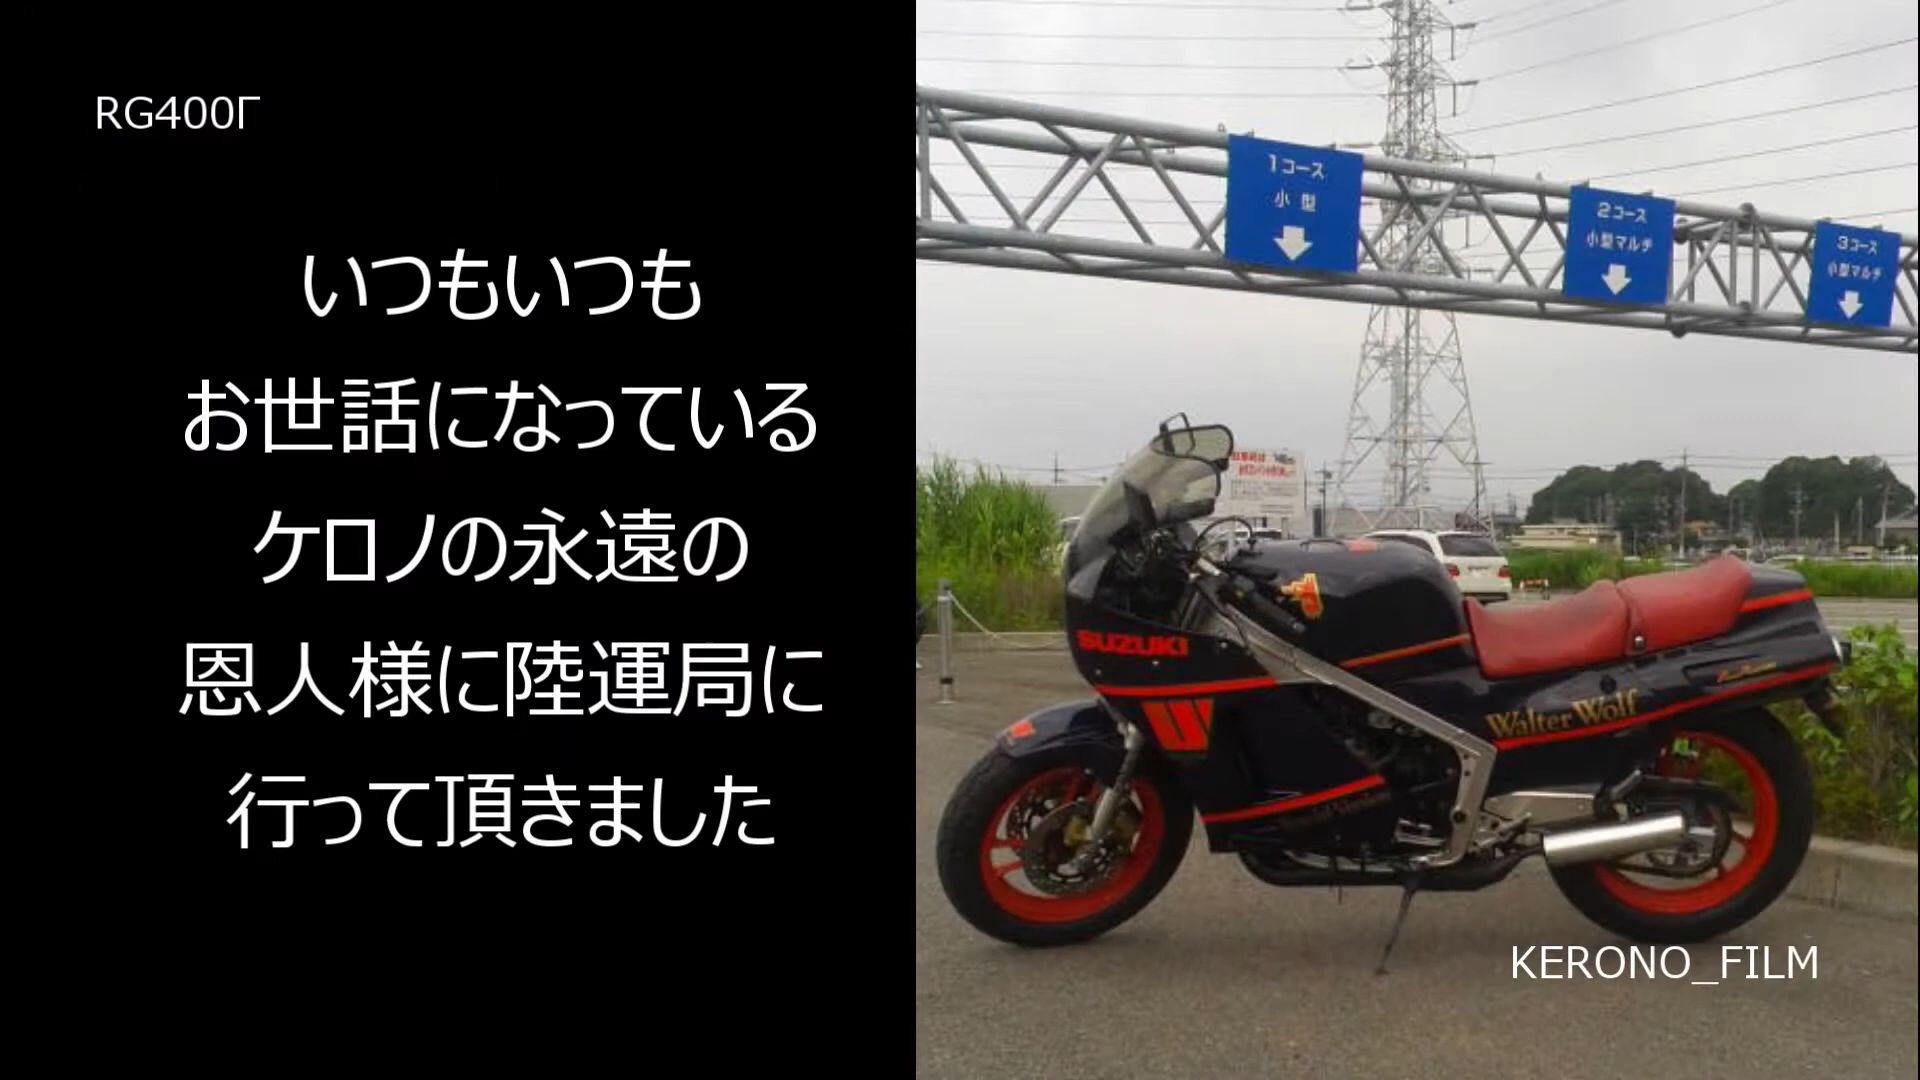 RG400Γ
いつもいつも
お世話になっている
ケロノの永遠の
恩人様に陸運局に
行って頂きました
1コース
小型
2コース
小型マルチ
3コース
小型マルチ
SUZUKI
W
Walter Wolf
KERONO_FILM